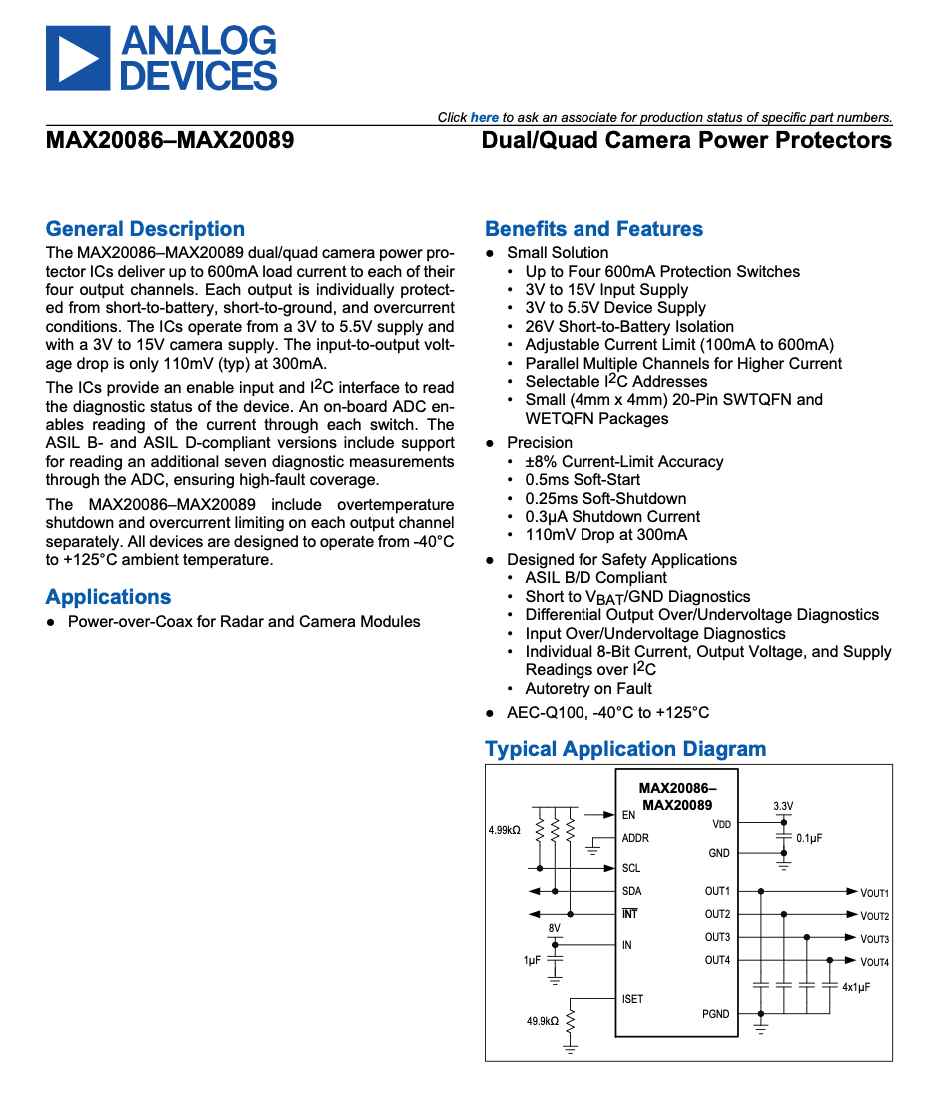 ANALOG
DEVICES
Click here to ask an associate for production status of specific part numbers.
MAX20086–MAX20089
Dual/Quad Camera Power Protectors
General Description
The MAX20086–MAX20089 dual/quad camera power pro-
tector ICs deliver up to 600mA load current to each of their
four output channels. Each output is individually protect-
ed from short-to-battery, short-to-ground, and overcurrent
conditions. The ICs operate from a 3V to 5.5V supply and
with a 3V to 15V camera supply. The input-to-output volt-
age drop is only 110mV (typ) at 300mA.
The ICs provide an enable input and I2C interface to read
the diagnostic status of the device. An on-board ADC en-
ables reading of the current through each switch. The
ASIL B- and ASIL D-compliant versions include support
for reading an additional seven diagnostic measurements
through the ADC, ensuring high-fault coverage.
The MAX20086–MAX20089 include overtemperature
shutdown and overcurrent limiting on each output channel
separately. All devices are designed to operate from -40°C
to +125°C ambient temperature.
Applications
● Power-over-Coax for Radar and Camera Modules
Benefits and Features
● Small Solution
• Up to Four 600mA Protection Switches
• 3V to 15V Input Supply
• 3V to 5.5V Device Supply
• 26V Short-to-Battery Isolation
• Adjustable Current Limit (100mA to 600mA)
• Parallel Multiple Channels for Higher Current
• Selectable I2C Addresses
• Small (4mm x 4mm) 20-Pin SWTQFN and
WETQFN Packages
● Precision
• ±8% Current-Limit Accuracy
• 0.5ms Soft-Start
• 0.25ms Soft-Shutdown
• 0.3µA Shutdown Current
• 110mV Drop at 300mA
● Designed for Safety Applications
• ASIL B/D Compliant
• Short to VBAT/GND Diagnostics
• Differential Output Over/Undervoltage Diagnostics
• Input Over/Undervoltage Diagnostics
• Individual 8-Bit Current, Output Voltage, and Supply
Readings over I2C
• Autoretry on Fault
● AEC-Q100, -40°C to +125°C
Typical Application Diagram
MAX20086–
MAX20089
4.99kΩ
EN
ADDR
SCL
SDA
INT
8V
IN
1µF
ISET
49.9kΩ
3.3V
VDD
0.1µF
GND
OUT1
VOUT1
OUT2
VOUT2
OUT3
VOUT3
OUT4
VOUT4
4x1µF
PGND